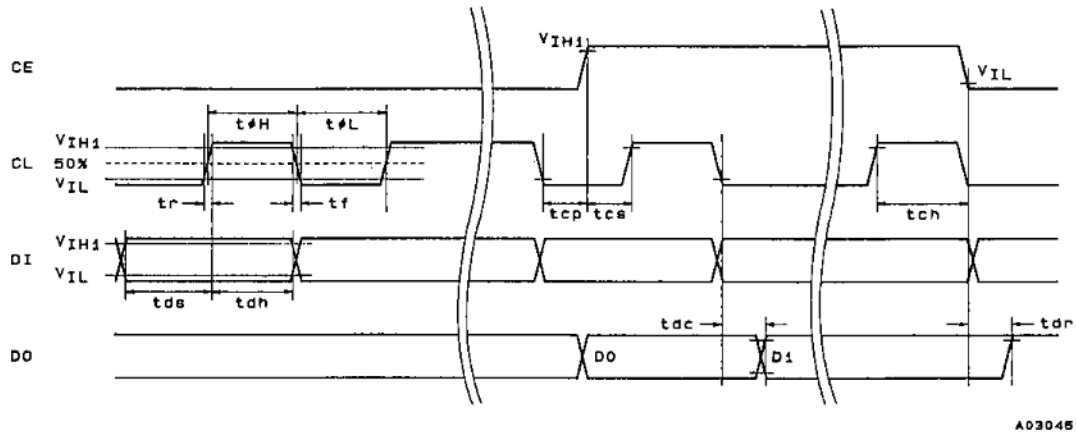 VIH1
CE
VIL
tøH
tøL
VIH1
CL
50%
VIL
tr
tf
tcp
tcs
tch
VIH1
DI
VIL
tds
tdh
tdc
tdr
DO
D0
D1
A03045